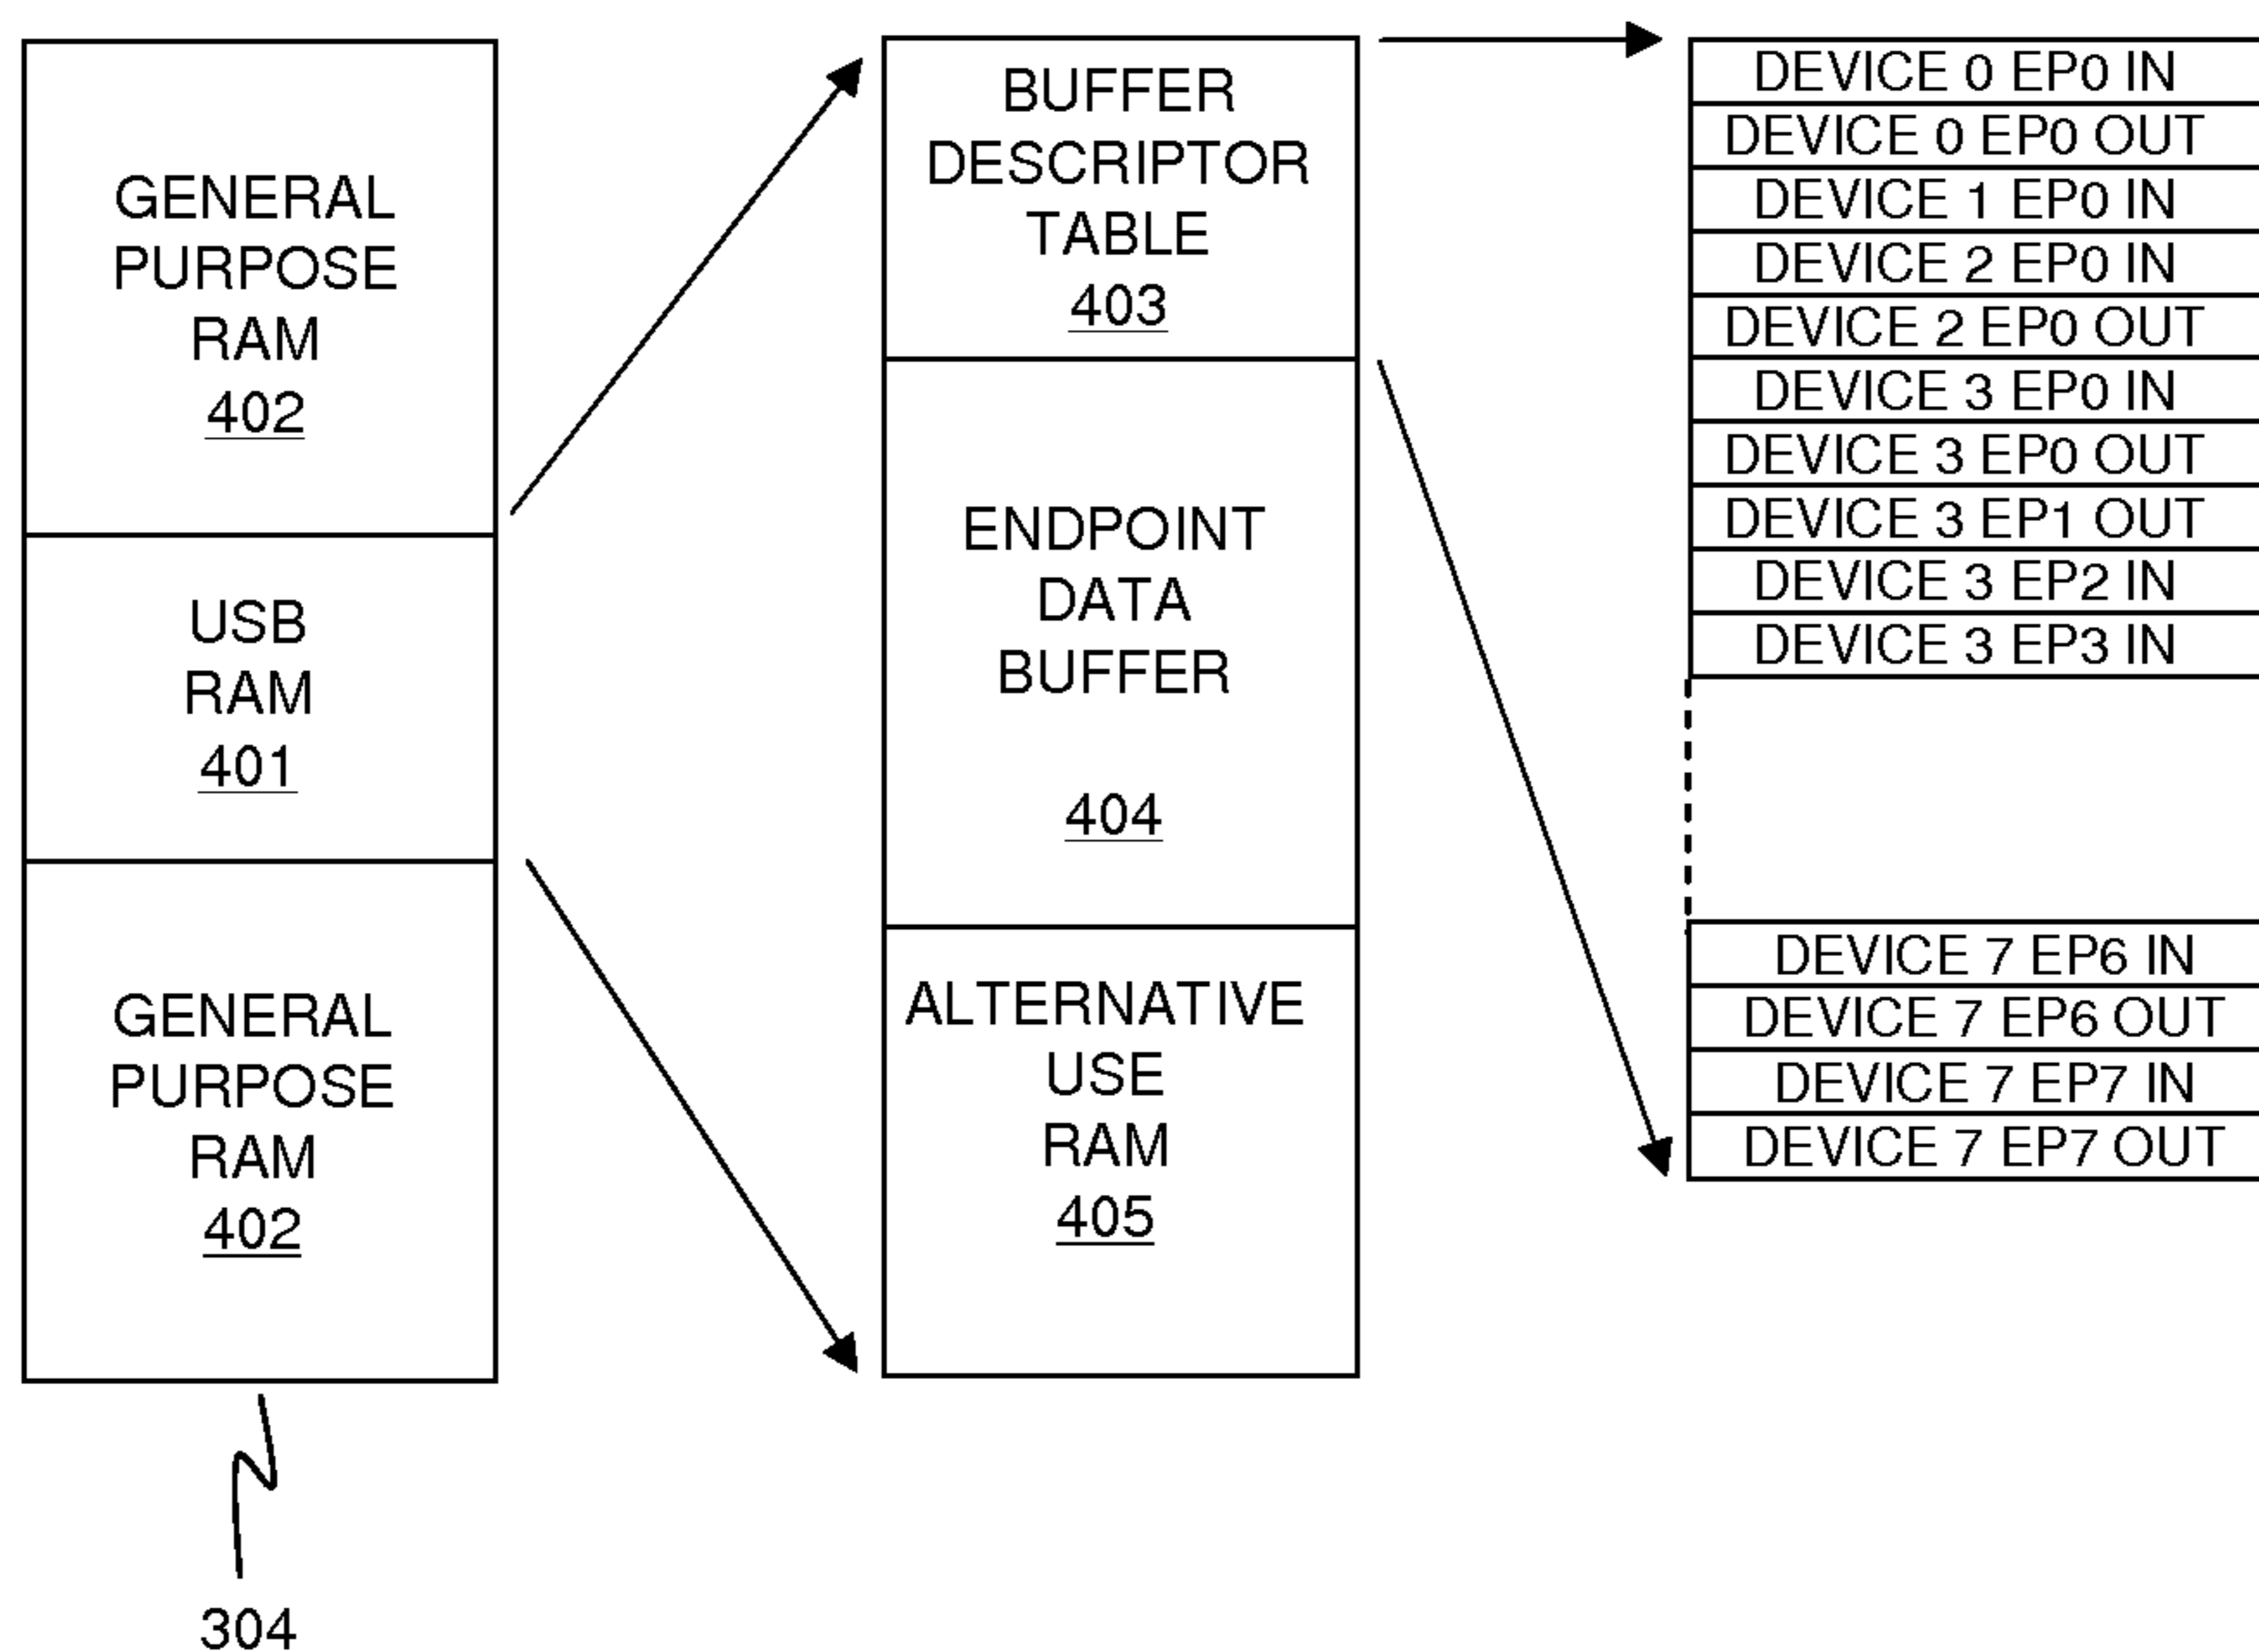 GENERAL
PURPOSE
RAM
402
USB
RAM
401
GENERAL
PURPOSE
RAM
402
304
BUFFER
DESCRIPTOR
TABLE
403
ENDPOINT
DATA
BUFFER
404
ALTERNATIVE
USE
RAM
405
DEVICE 0 EP0 IN
DEVICE 0 EP0 OUT
DEVICE 1 EP0 IN
DEVICE 2 EP0 IN
DEVICE 2 EP0 OUT
DEVICE 3 EP0 IN
DEVICE 3 EP0 OUT
DEVICE 3 EP1 OUT
DEVICE 3 EP2 IN
DEVICE 3 EP3 IN
DEVICE 7 EP6 IN
DEVICE 7 EP6 OUT
DEVICE 7 EP7 IN
DEVICE 7 EP7 OUT